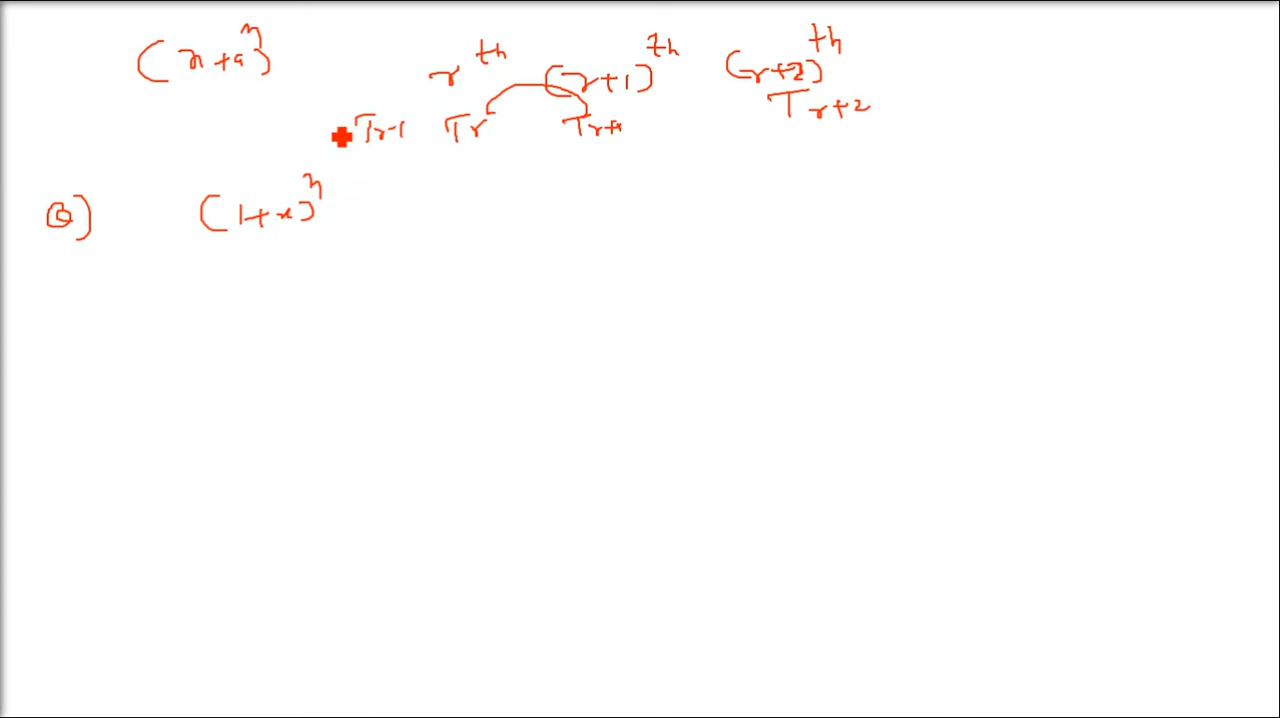 (x+a)^n r^th (r+1)^th (r+2)^th
T_r-1 T_r T_r+1 T_r+2
Q) (1+x)^n